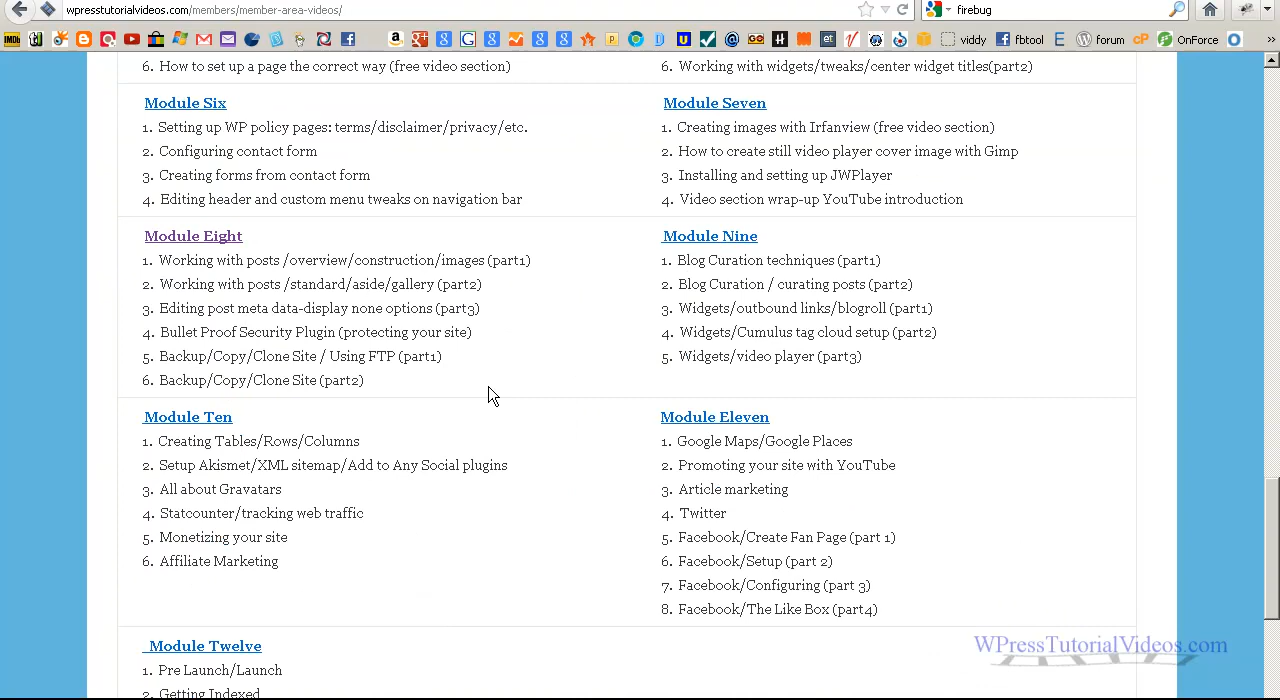 wpresstutorialvideos.com/members/member-area-videos/
firebug
viddy
fbtool
forum
OnForce
6. How to set up a page the correct way (free video section)
6. Working with widgets/tweaks/center widget titles(part2)
Module Six
1. Setting up WP policy pages: terms/disclaimer/privacy/etc.
2. Configuring contact form
3. Creating forms from contact form
4. Editing header and custom menu tweaks on navigation bar
Module Seven
1. Creating images with Irfanview (free video section)
2. How to create still video player cover image with Gimp
3. Installing and setting up JWPlayer
4. Video section wrap-up YouTube introduction
Module Eight
1. Working with posts /overview/construction/images (part1)
2. Working with posts /standard/aside/gallery (part2)
3. Editing post meta data-display none options (part3)
4. Bullet Proof Security Plugin (protecting your site)
5. Backup/Copy/Clone Site / Using FTP (part1)
6. Backup/Copy/Clone Site (part2)
Module Nine
1. Blog Curation techniques (part1)
2. Blog Curation / curating posts (part2)
3. Widgets/outbound links/blogroll (part1)
4. Widgets/Cumulus tag cloud setup (part2)
5. Widgets/video player (part3)
Module Ten
1. Creating Tables/Rows/Columns
2. Setup Akismet/XML sitemap/Add to Any Social plugins
3. All about Gravatars
4. Statcounter/tracking web traffic
5. Monetizing your site
6. Affiliate Marketing
Module Eleven
1. Google Maps/Google Places
2. Promoting your site with YouTube
3. Article marketing
4. Twitter
5. Facebook/Create Fan Page (part 1)
6. Facebook/Setup (part 2)
7. Facebook/Configuring (part 3)
8. Facebook/The Like Box (part4)
Module Twelve
1. Pre Launch/Launch
2. Getting Indexed
WPressTutorialVideos.com